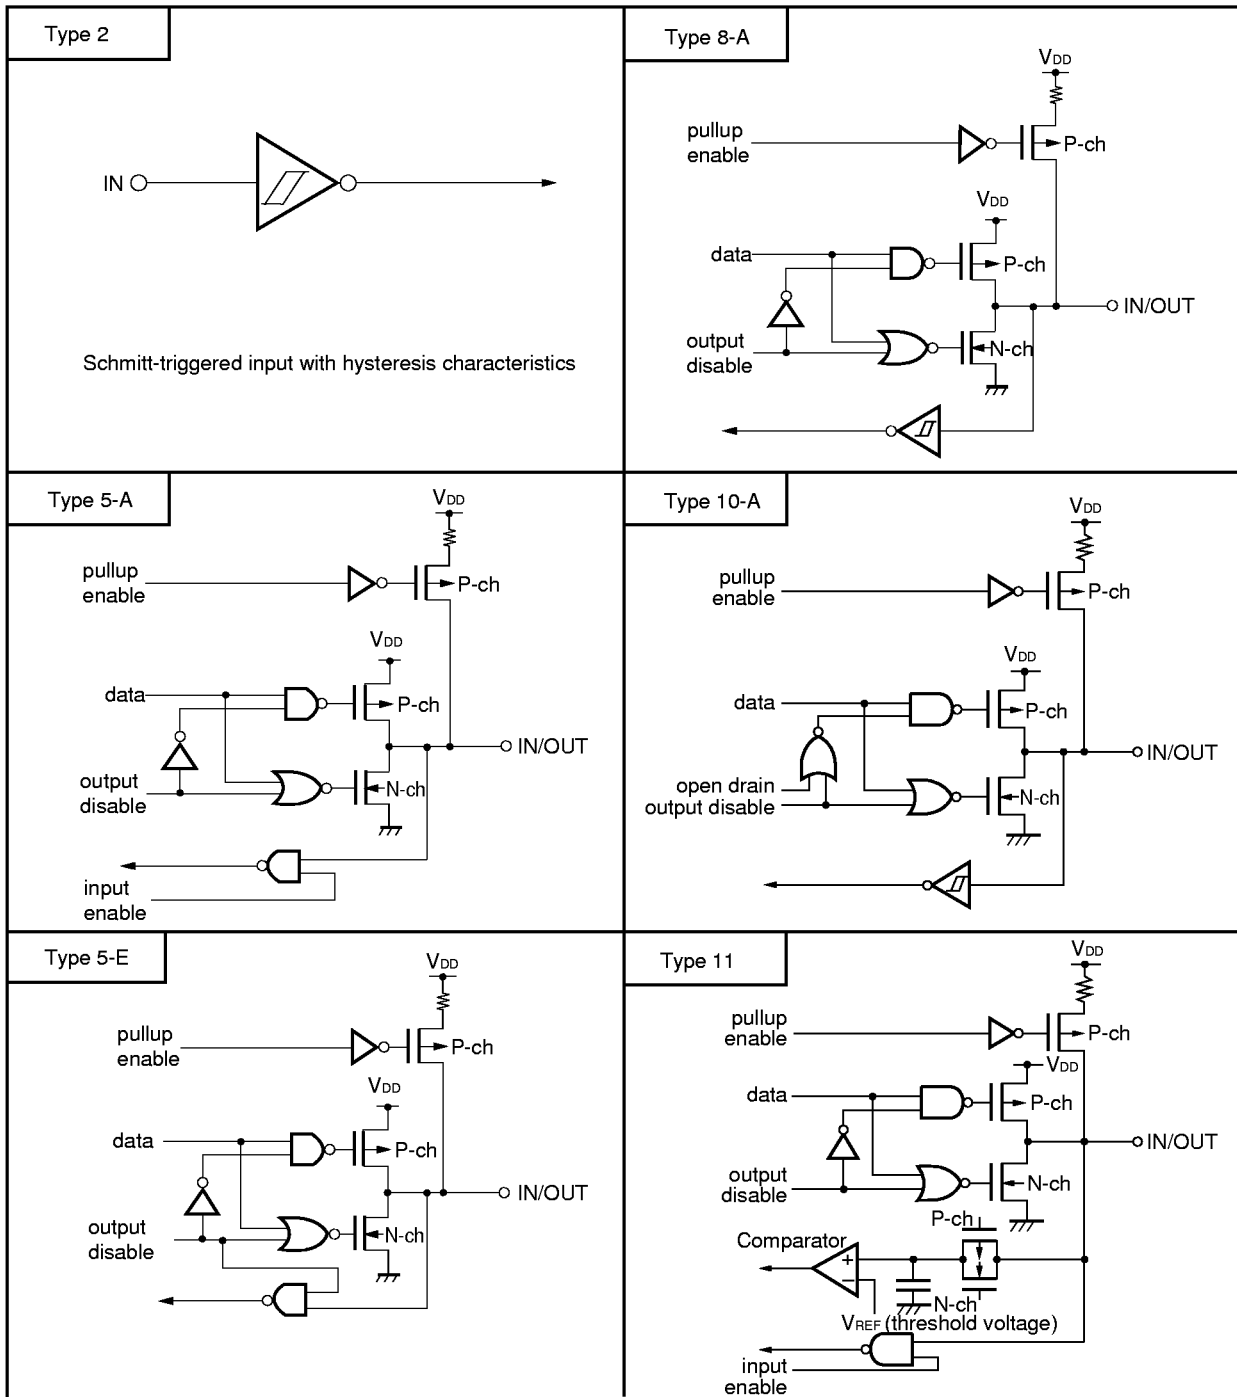 Type 2
IN
Schmitt-triggered input with hysteresis characteristics
Type 8-A
VDD
pullup
enable
P-ch
VDD
data
P-ch
IN/OUT
output
disable
N-ch
Type 5-A
VDD
pullup
enable
P-ch
VDD
data
P-ch
IN/OUT
output
disable
N-ch
input
enable
Type 10-A
VDD
pullup
enable
P-ch
VDD
data
P-ch
IN/OUT
open drain
output disable
N-ch
Type 5-E
VDD
pullup
enable
P-ch
VDD
data
P-ch
IN/OUT
output
disable
N-ch
Type 11
VDD
pullup
enable
P-ch
VDD
data
P-ch
IN/OUT
output
disable
N-ch
P-ch
Comparator
+
−
N-ch
VREF (threshold voltage)
input
enable